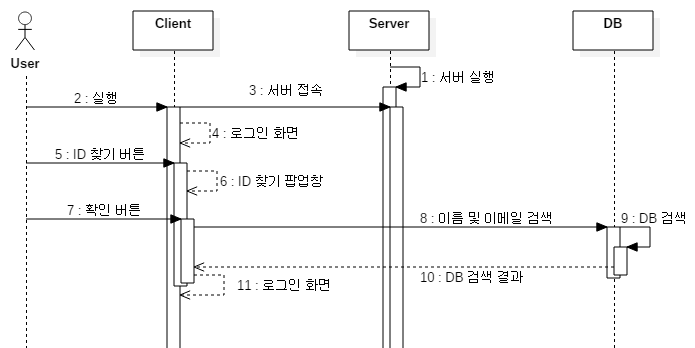 Client
Server
DB
User
1 : 서버 실행
2 : 실행
3 : 서버 접속
4 : 로그인 화면
5 : ID 찾기 버튼
6 : ID 찾기 팝업창
7 : 확인 버튼
8 : 이름 및 이메일 검색
9 : DB 검색
10 : DB 검색 결과
11 : 로그인 화면